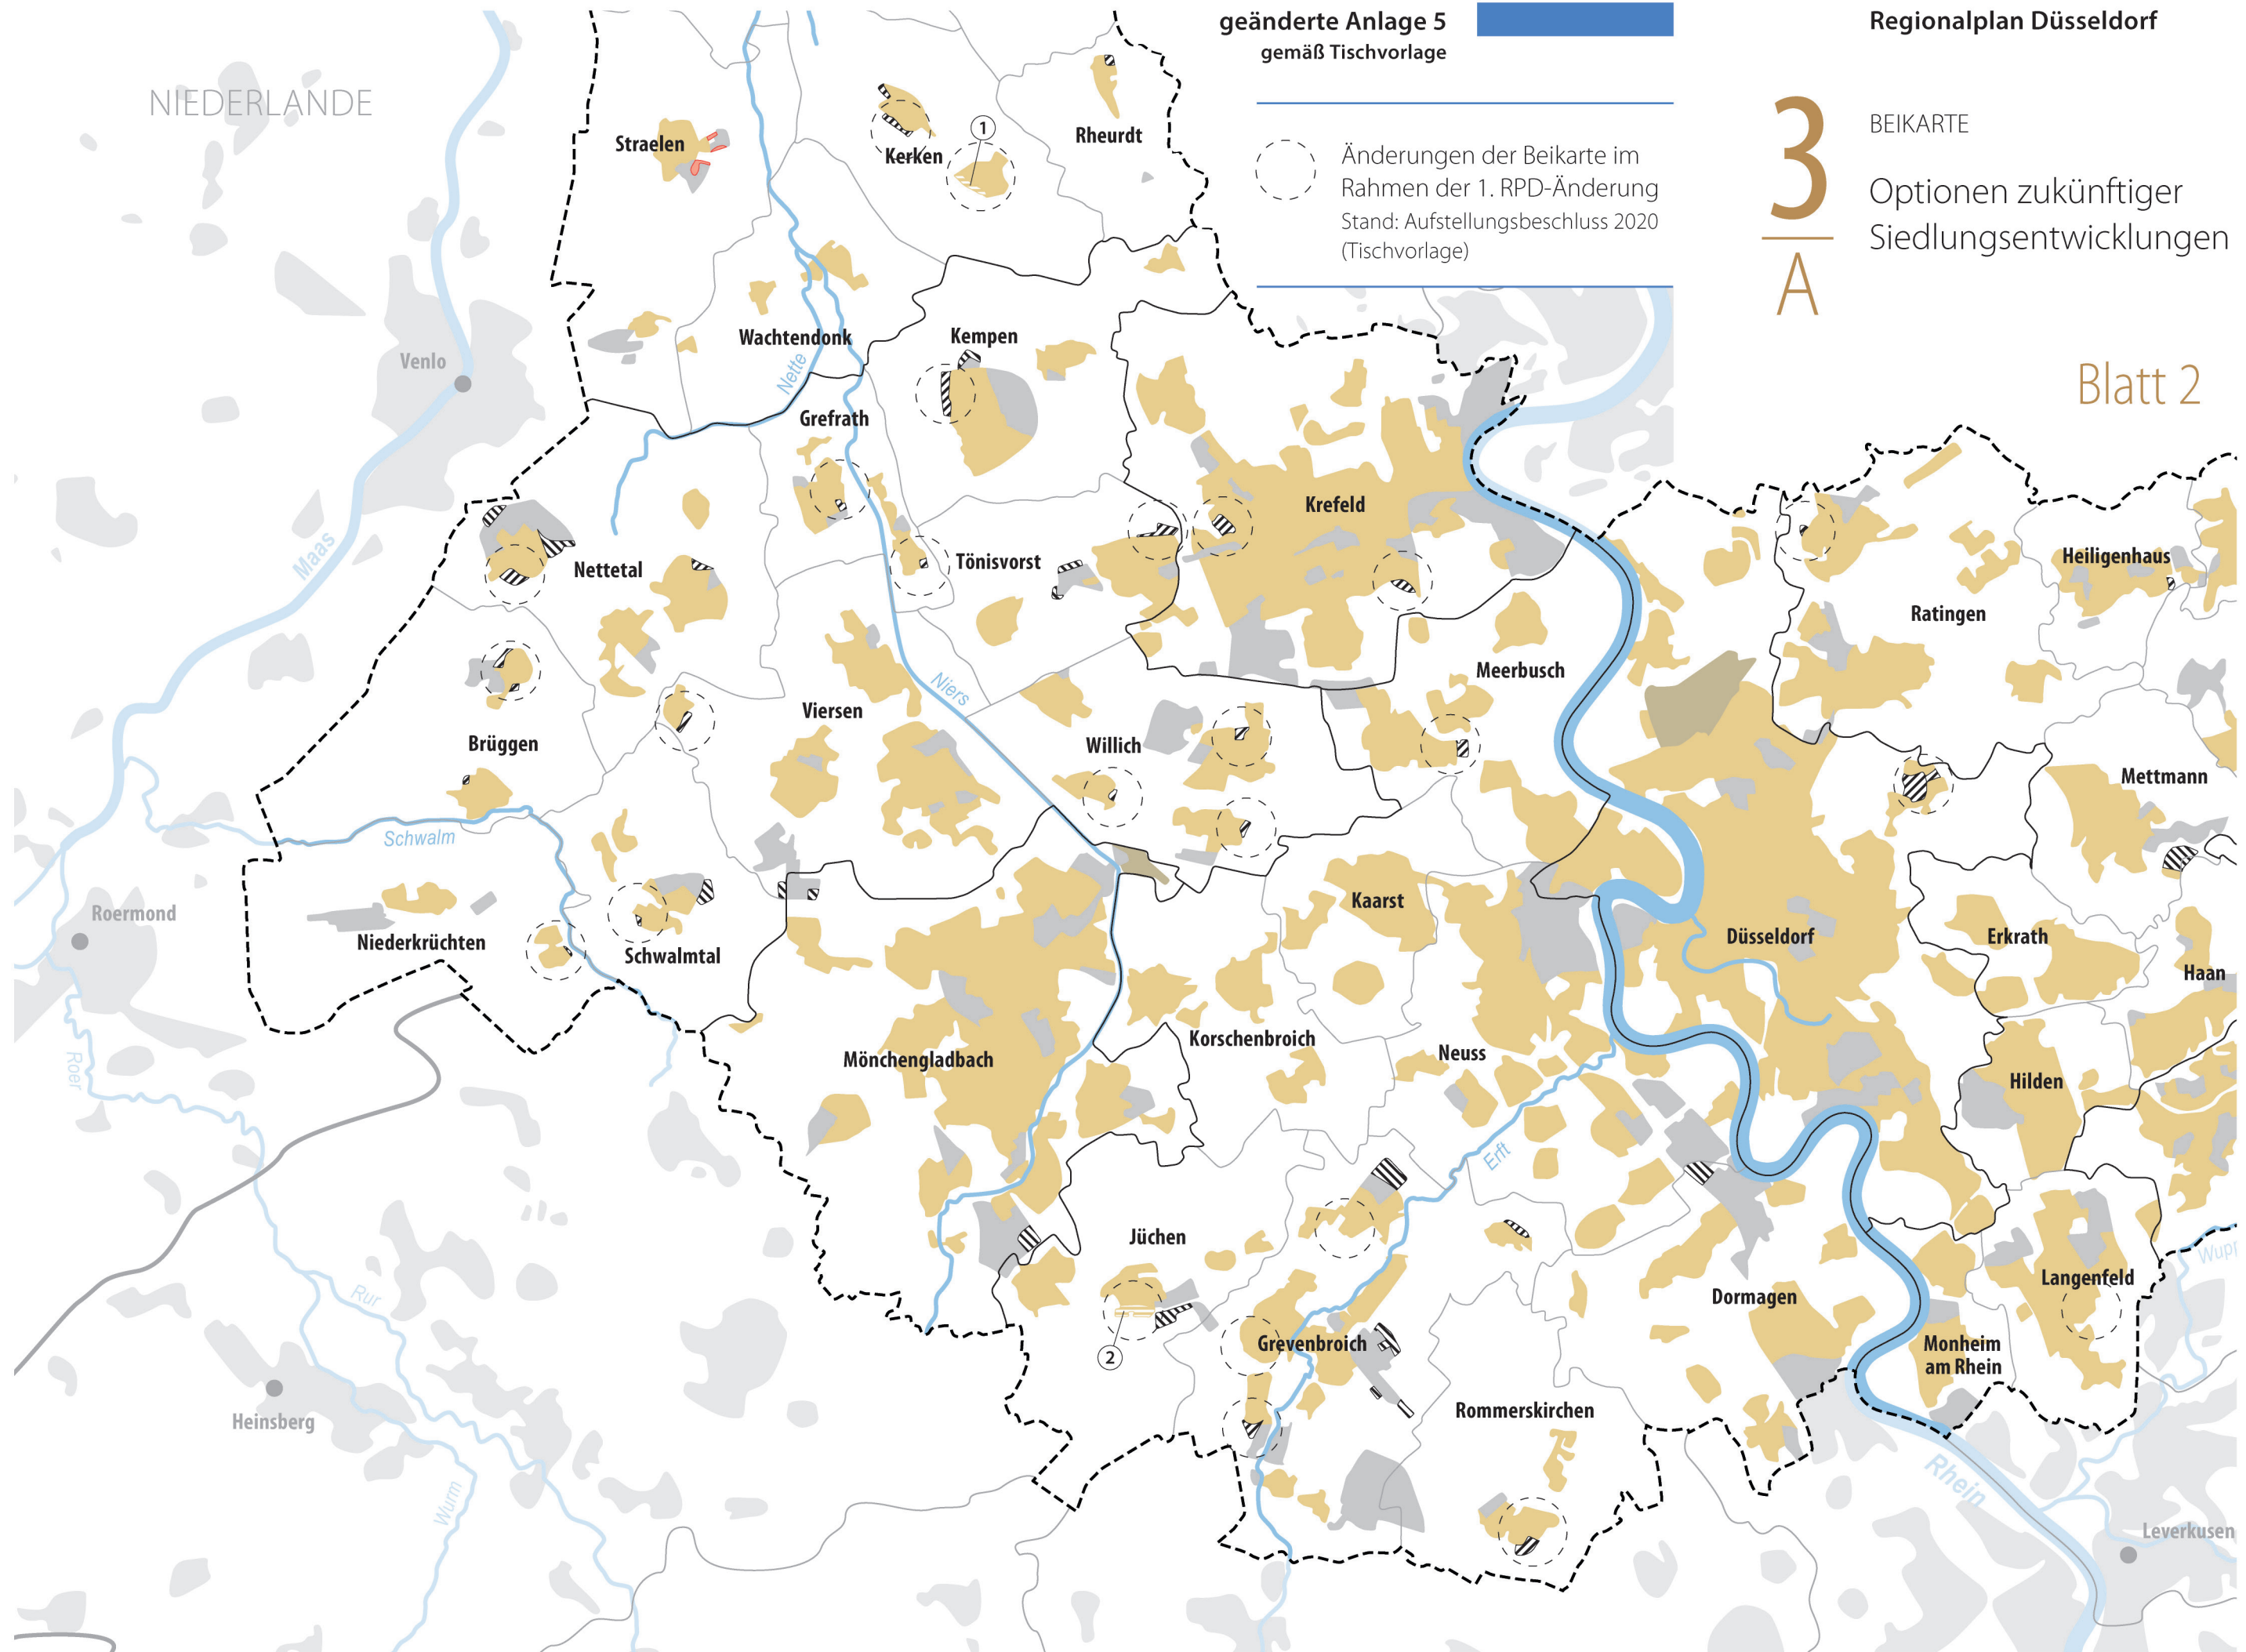 geänderte Anlage 5
gemäß Tischvorlage
Regionalplan Düsseldorf
3
A
BEIKARTE
Optionen zukünftiger
Siedlungsentwicklungen
Blatt 2
Änderungen der Beikarte im
Rahmen der 1. RPD-Änderung
Stand: Aufstellungsbeschluss 2020
(Tischvorlage)
NIEDERLANDE
Straelen
Kerken
1
Rheurdt
Venlo
Wachtendonk
Nette
Kempen
Grefrath
Krefeld
Maas
Nettetal
Tönisvorst
Heiligenhaus
Ratingen
Niers
Meerbusch
Viersen
Brüggen
Willich
Mettmann
Schwalm
Roermond
Niederkrüchten
Schwalmtal
Kaarst
Düsseldorf
Erkrath
Haan
Roer
Mönchengladbach
Korschenbroich
Neuss
Hilden
Erft
Jüchen
Rur
2
Grevenbroich
Dormagen
Langenfeld
Wupp
Monheim
am Rhein
Heinsberg
Rommerskirchen
Wurm
Rhein
Leverkusen